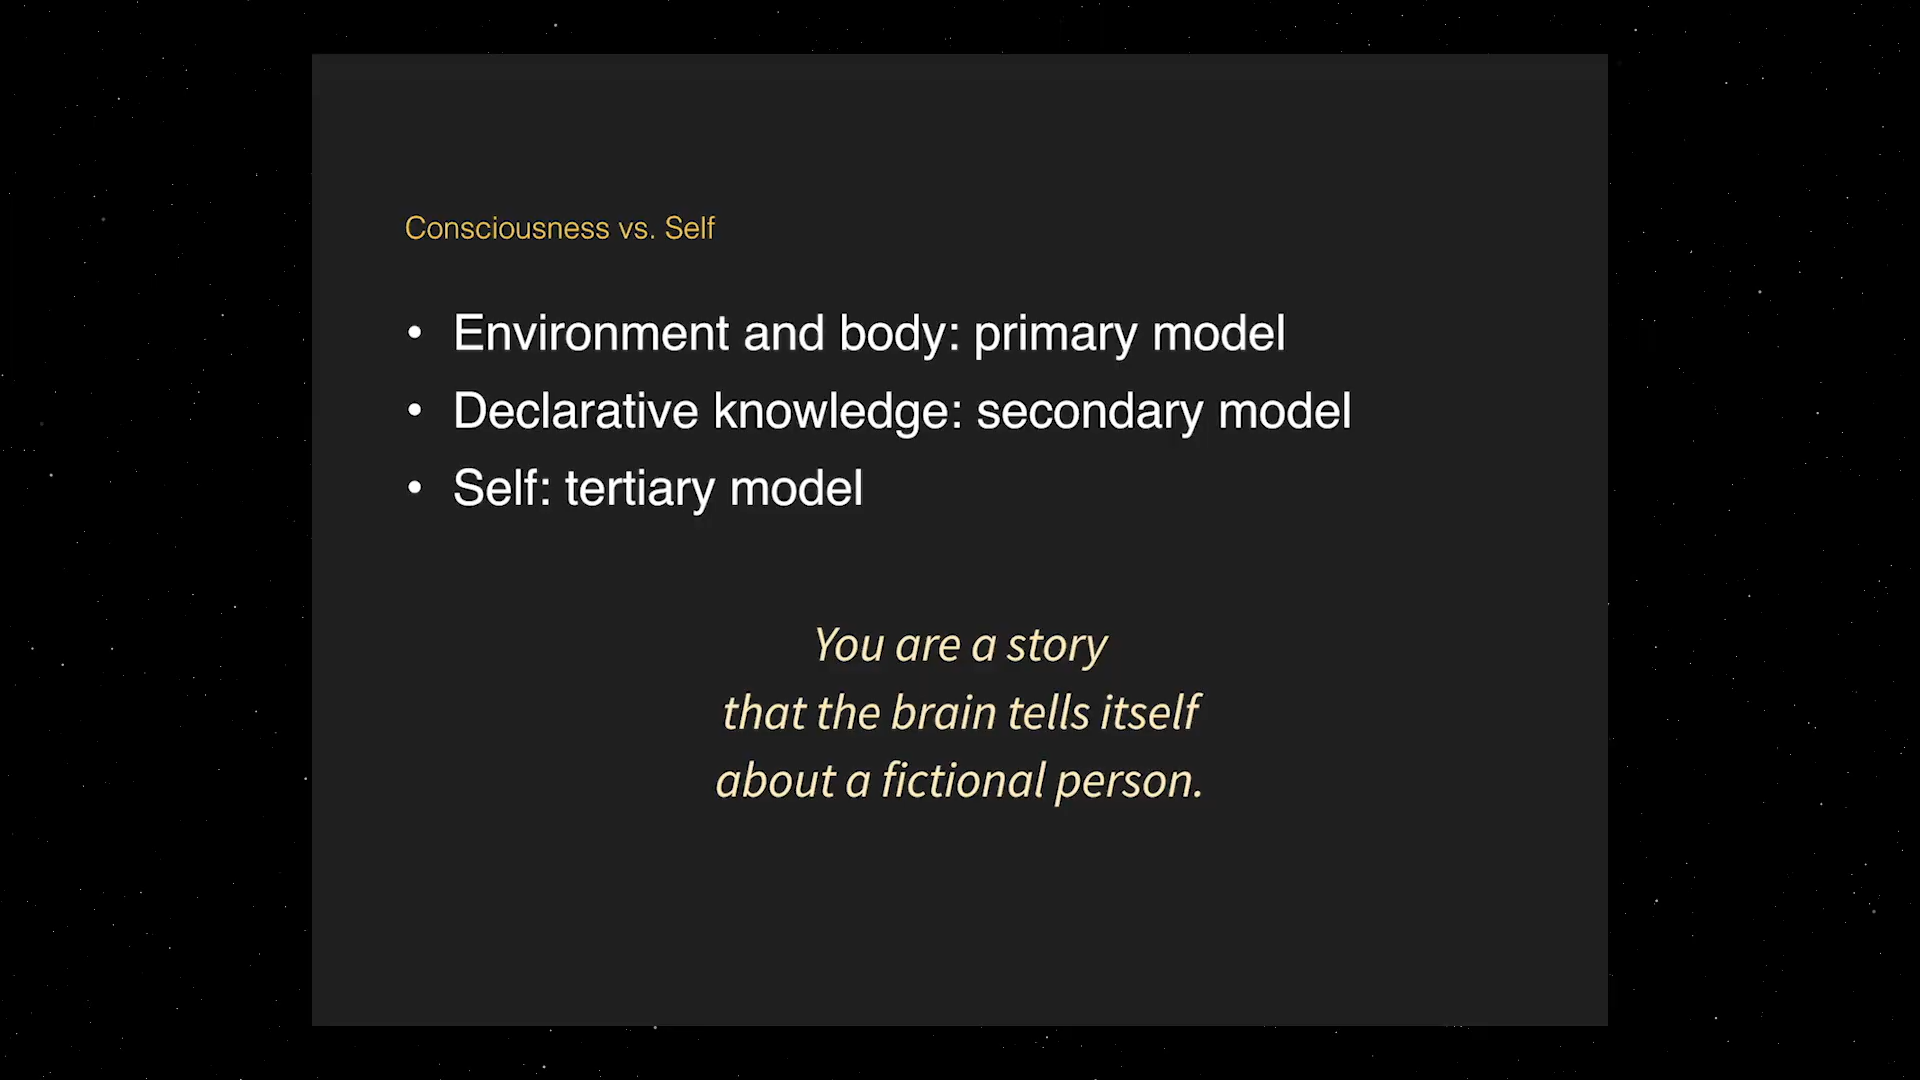 Consciousness vs. Self
• Environment and body: primary model
• Declarative knowledge: secondary model
• Self: tertiary model
You are a story
that the brain tells itself
about a fictional person.